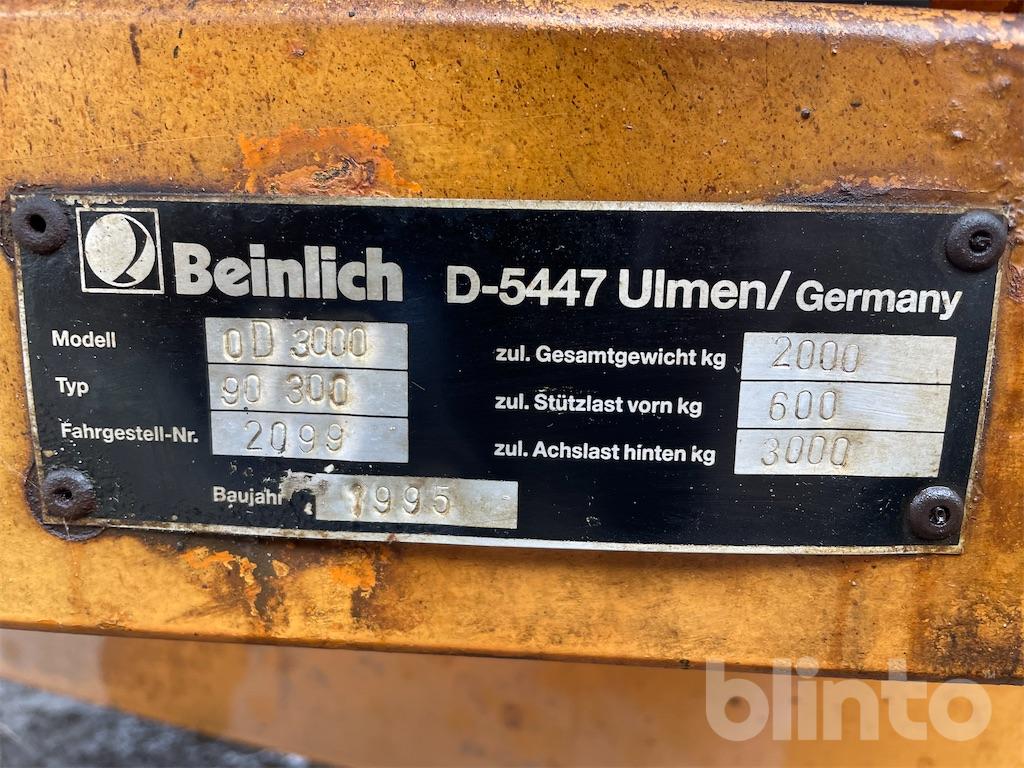 Beinlich D-5447 Ulmen/Germany
Modell 0D 3000
Typ 90 300
Fahrgestell-Nr. 2099
Baujahr 1995
zul. Gesamtgewicht kg 2000
zul. Stützlast vorn kg 600
zul. Achslast hinten kg 3000
blinto